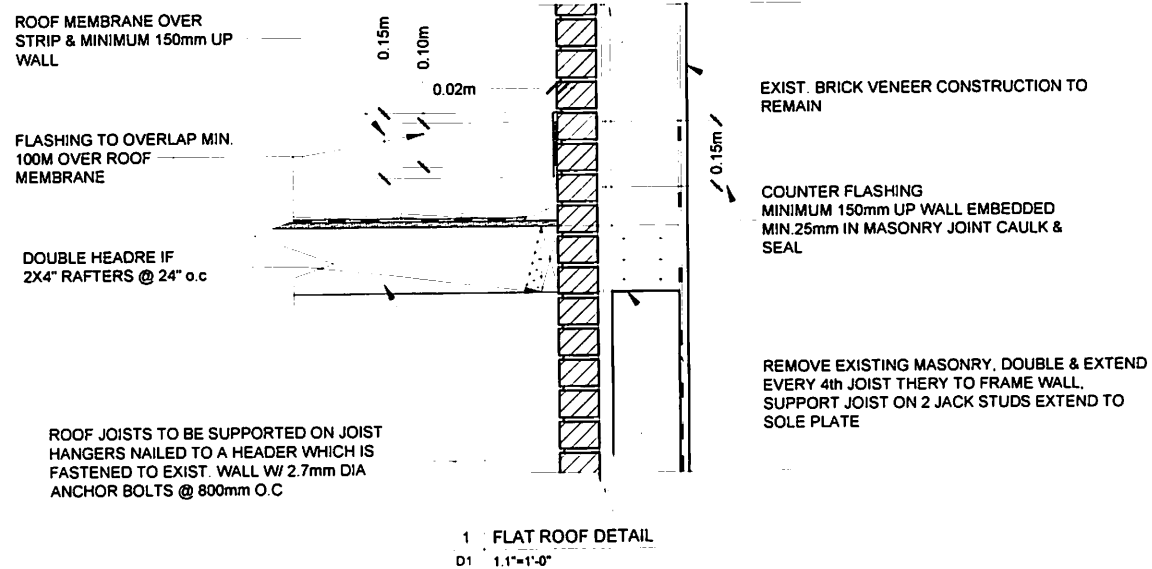 ROOF MEMBRANE OVER
STRIP & MINIMUM 150mm UP
WALL
0.15m
0.10m
0.02m
FLASHING TO OVERLAP MIN.
100M OVER ROOF
MEMBRANE
DOUBLE HEADRE IF
2X4" RAFTERS @ 24" o.c
ROOF JOISTS TO BE SUPPORTED ON JOIST
HANGERS NAILED TO A HEADER WHICH IS
FASTENED TO EXIST. WALL W/ 2.7mm DIA
ANCHOR BOLTS @ 800mm O.C
EXIST. BRICK VENEER CONSTRUCTION TO
REMAIN
0.15m
COUNTER FLASHING
MINIMUM 150mm UP WALL EMBEDDED
MIN.25mm IN MASONRY JOINT CAULK &
SEAL
REMOVE EXISTING MASONRY, DOUBLE & EXTEND
EVERY 4th JOIST THERY TO FRAME WALL,
SUPPORT JOIST ON 2 JACK STUDS EXTEND TO
SOLE PLATE
1 FLAT ROOF DETAIL
D1 1.1"=1'-0"